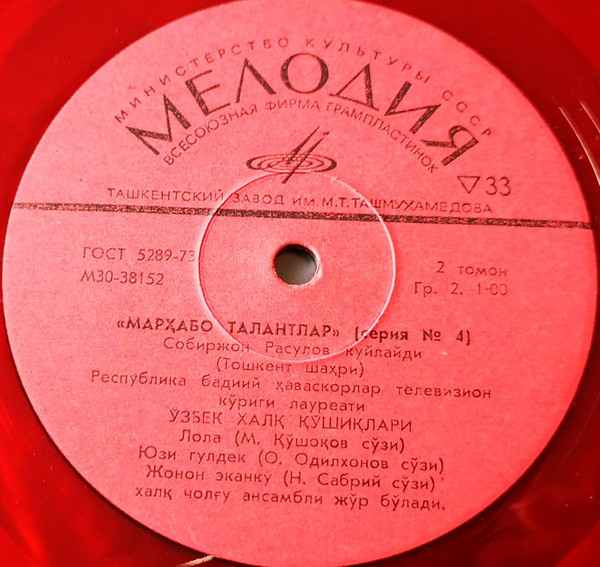 МИНИСТЕРСТВО КУЛЬТУРЫ СССР
МЕЛОДИЯ
ВСЕСОЮЗНАЯ ФИРМА ГРАМПЛАСТИНОК
▽33
ТАШКЕНТСКИЙ ЗАВОД ИМ. М.Т. ТАШМУХАМЕДОВА
ГОСТ 5289-73
М30-38152
2 томон
Гр. 2. 1-00
«МАРҲАБО ТАЛАНТЛАР» (серия № 4)
Собиржон Расулов куйлайди
(Тошкент шаҳри)
Республика бадиий ҳаваскорлар телевизион
кўриги лауреати
ЎЗБЕК ХАЛҚ ҚЎШИҚЛАРИ
Лола (М. Қўшоқов сўзи)
Юзи гулдек (О. Одилхонов сўзи)
Жонон эканку (Н. Сабрий сўзи)
халқ чолғу ансамбли жўр бўлади.